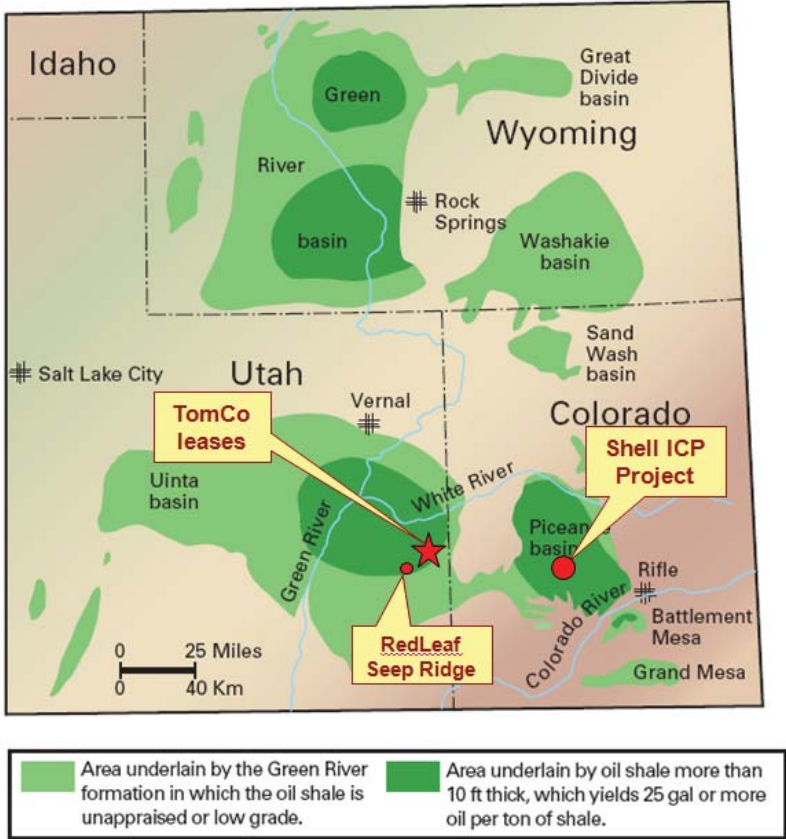 Idaho
Great
Divide
basin
Green
Wyoming
River
Rock
Springs
basin
Washakie
basin
Sand
Wash
basin
Salt Lake City
Utah
Vernal
Colorado
TomCo
leases
Shell ICP
Project
Uinta
basin
White River
Green River
Piceance
basin
Rifle
Colorado River
Battlement
Mesa
RedLeaf
Seep Ridge
Grand Mesa
0 25 Miles
0 40 Km
Area underlain by the Green River
formation in which the oil shale is
unappraised or low grade.
Area underlain by oil shale more than
10 ft thick, which yields 25 gal or more
oil per ton of shale.